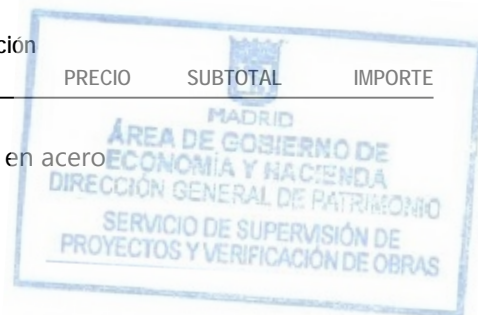 ción
PRECIO SUBTOTAL IMPORTE
MADRID
ÁREA DE GOBIERNO DE
en acero
ECONOMÍA Y HACIENDA
DIRECCIÓN GENERAL DE PATRIMONIO
SERVICIO DE SUPERVISIÓN DE
PROYECTOS Y VERIFICACIÓN DE OBRAS